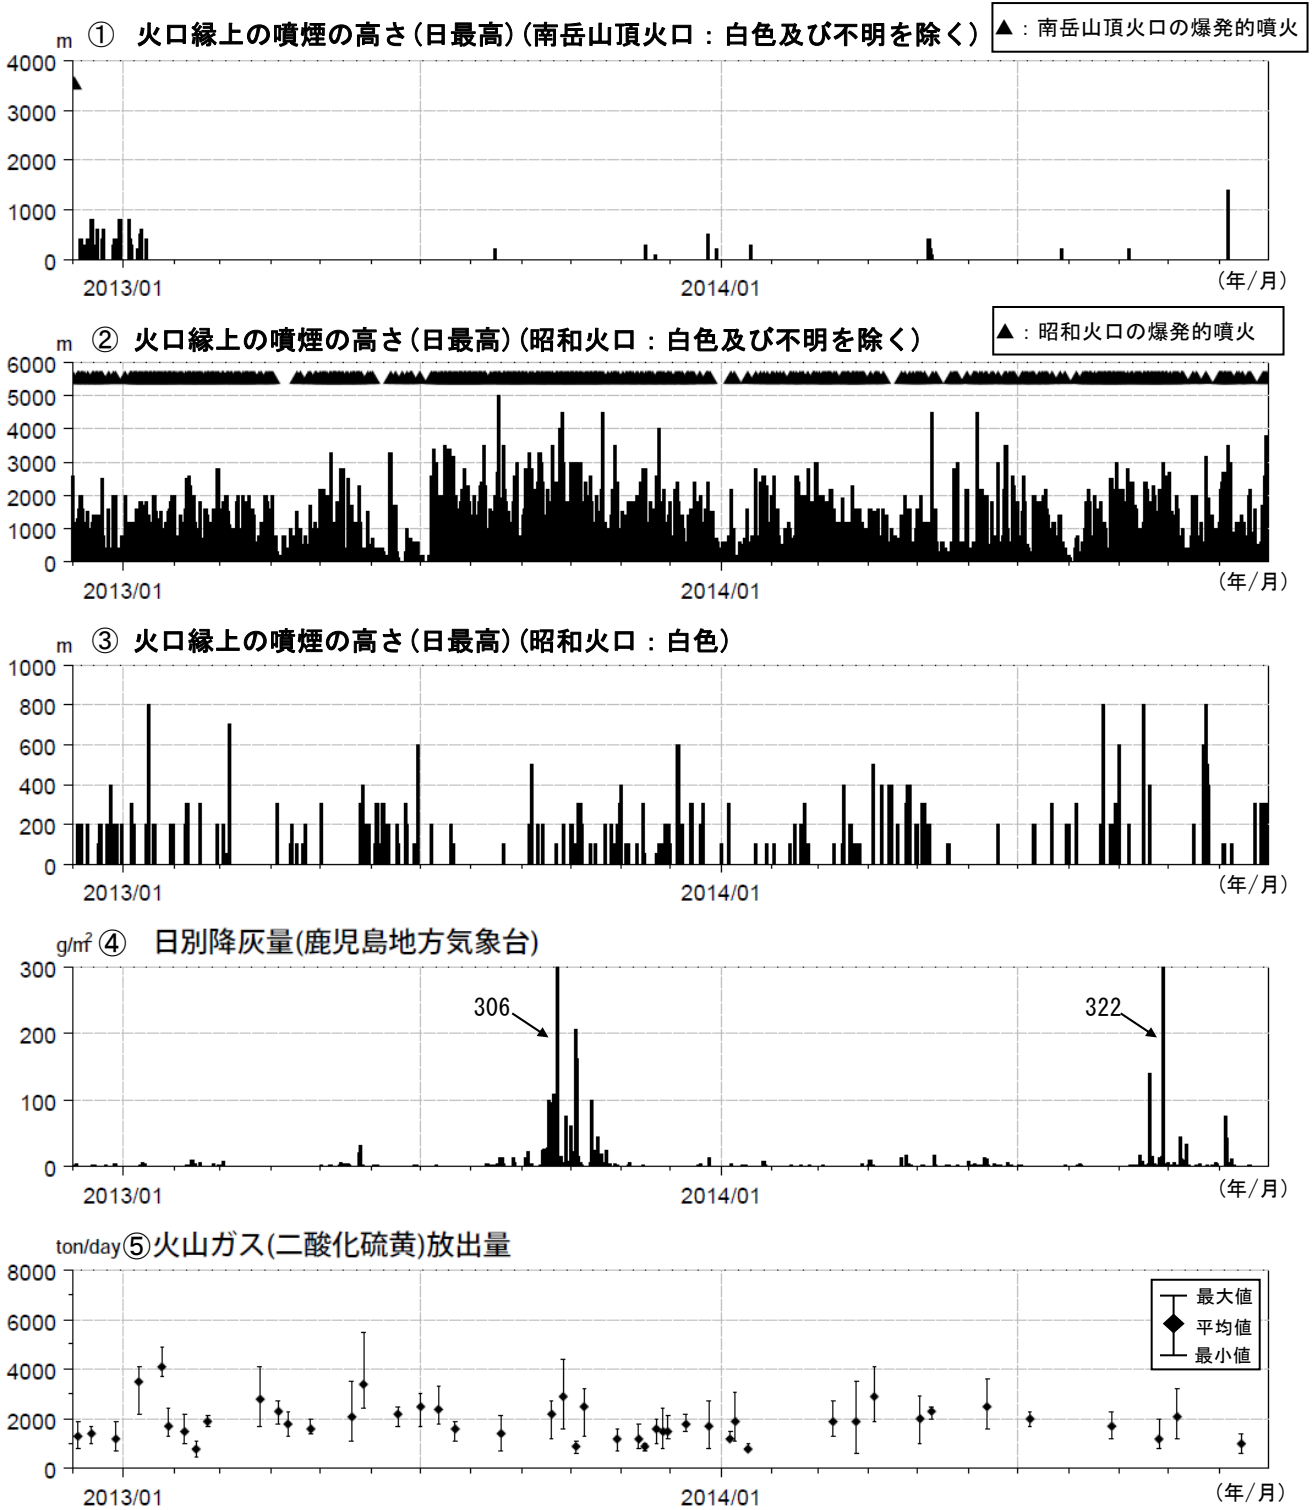 m ① 火口縁上の噴煙の高さ(日最高)(南岳山頂火口：白色及び不明を除く)
▲：南岳山頂火口の爆発的噴火
4000
3000
2000
1000
0
2013/01
2014/01
(年/月)
m ② 火口縁上の噴煙の高さ(日最高)(昭和火口：白色及び不明を除く)
▲：昭和火口の爆発的噴火
6000
5000
4000
3000
2000
1000
0
2013/01
2014/01
(年/月)
m ③ 火口縁上の噴煙の高さ(日最高)(昭和火口：白色)
1000
800
600
400
200
0
2013/01
2014/01
(年/月)
g/㎡ ④ 日別降灰量(鹿児島地方気象台)
300
200
100
0
306
322
2013/01
2014/01
(年/月)
ton/day ⑤火山ガス(二酸化硫黄)放出量
8000
6000
4000
2000
0
最大値
平均値
最小値
2013/01
2014/01
(年/月)